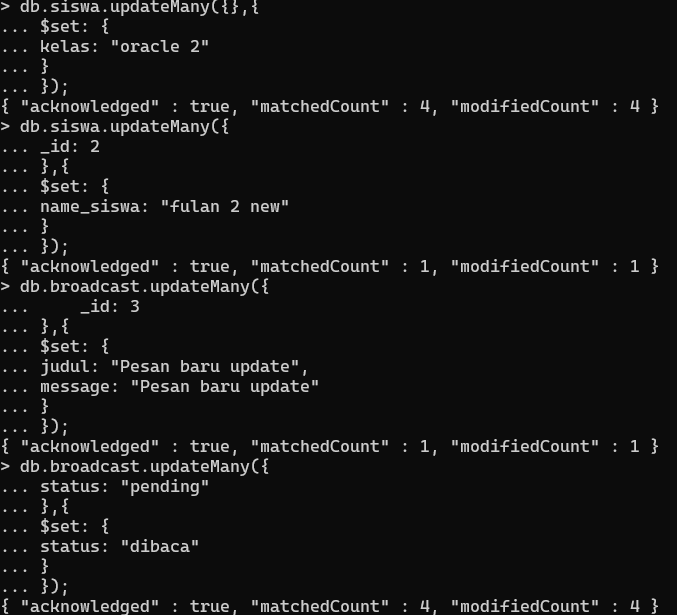 > db.siswa.updateMany({},{
... $set: {
... kelas: "oracle 2"
... }
... });
{ "acknowledged" : true, "matchedCount" : 4, "modifiedCount" : 4 }
> db.siswa.updateMany({
... _id: 2
... },{
... $set: {
... name_siswa: "fulan 2 new"
... }
... });
{ "acknowledged" : true, "matchedCount" : 1, "modifiedCount" : 1 }
> db.broadcast.updateMany({
...     _id: 3
... },{
... $set: {
... judul: "Pesan baru update",
... message: "Pesan baru update"
... }
... });
{ "acknowledged" : true, "matchedCount" : 1, "modifiedCount" : 1 }
> db.broadcast.updateMany({
... status: "pending"
... },{
... $set: {
... status: "dibaca"
... }
... });
{ "acknowledged" : true, "matchedCount" : 4, "modifiedCount" : 4 }